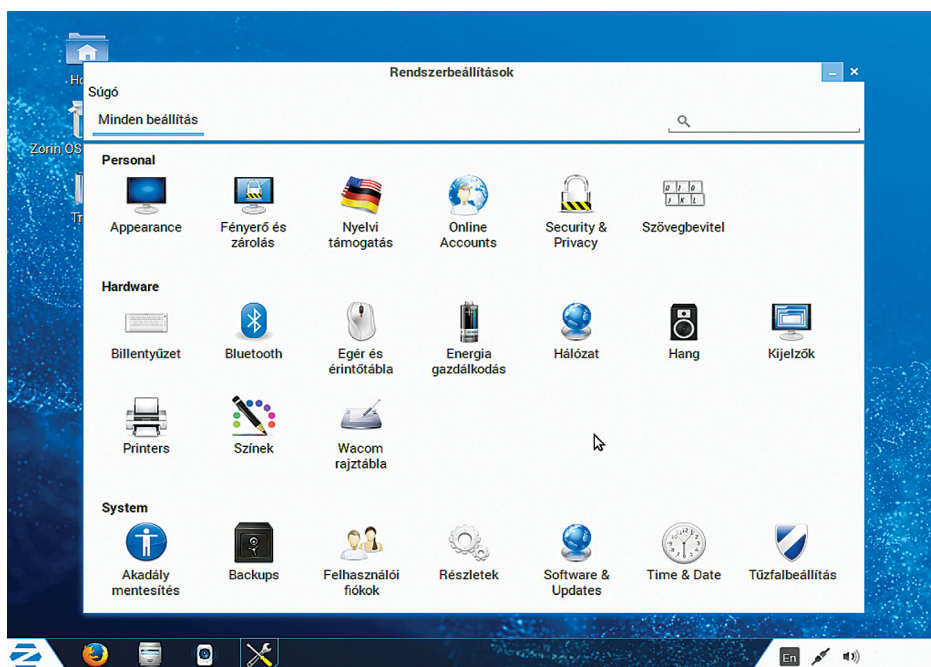 Rendszerbeállítások
Súgó
Minden beállítás
Zorin OS
Personal
Appearance
Fényerő és
zárolás
Nyelvi
támogatás
Online
Accounts
Security &
Privacy
Szövegbevitel
Hardware
Billentyűzet
Bluetooth
Egér és
érintőtábla
Energia
gazdálkodás
Hálózat
Hang
Kijelzők
Printers
Színek
Wacom
rajztábla
System
Akadály
mentesítés
Backups
Felhasználói
fiókok
Részletek
Software &
Updates
Time & Date
Tűzfalbeállítás
En